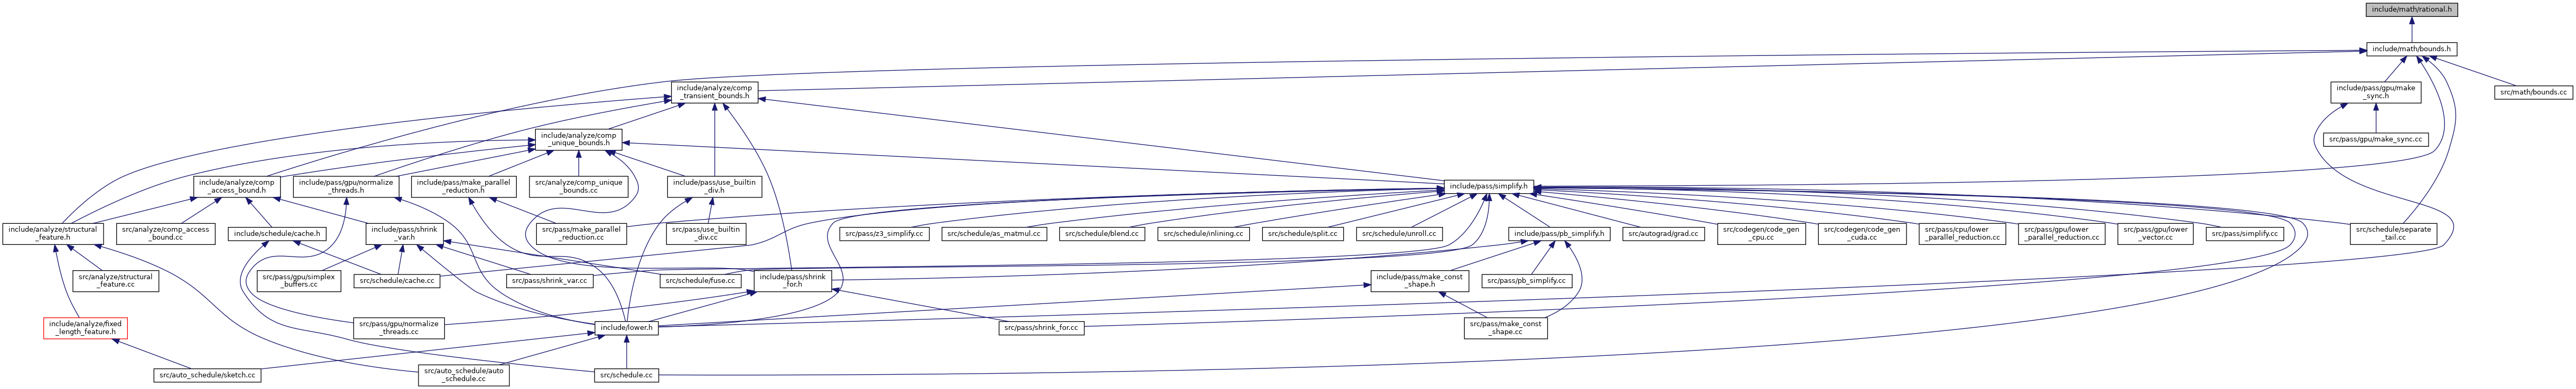 include/math/rational.h
include/math/bounds.h
include/analyze/comp
_transient_bounds.h
include/pass/gpu/make
_sync.h
src/math/bounds.cc
include/analyze/comp
_unique_bounds.h
src/pass/gpu/make_sync.cc
include/analyze/comp
_access_bound.h
include/pass/gpu/normalize
_threads.h
include/pass/make_parallel
_reduction.h
src/analyze/comp_unique
_bounds.cc
include/pass/use_builtin
_div.h
include/pass/simplify.h
include/analyze/structural
_feature.h
src/analyze/comp_access
_bound.cc
include/schedule/cache.h
include/pass/shrink
_var.h
src/pass/make_parallel
_reduction.cc
src/pass/use_builtin
_div.cc
src/pass/z3_simplify.cc
src/schedule/as_matmul.cc
src/schedule/blend.cc
src/schedule/inlining.cc
src/schedule/split.cc
src/schedule/unroll.cc
include/pass/pb_simplify.h
src/autograd/grad.cc
src/codegen/code_gen
_cpu.cc
src/codegen/code_gen
_cuda.cc
src/pass/cpu/lower
_parallel_reduction.cc
src/pass/gpu/lower
_parallel_reduction.cc
src/pass/gpu/lower
_vector.cc
src/pass/simplify.cc
src/schedule/separate
_tail.cc
src/analyze/structural
_feature.cc
src/pass/gpu/simplex
_buffers.cc
src/schedule/cache.cc
src/pass/shrink_var.cc
src/schedule/fuse.cc
include/pass/shrink
_for.h
include/pass/make_const
_shape.h
src/pass/pb_simplify.cc
include/analyze/fixed
_length_feature.h
src/pass/gpu/normalize
_threads.cc
include/lower.h
src/pass/shrink_for.cc
src/pass/make_const
_shape.cc
src/auto_schedule/sketch.cc
src/auto_schedule/auto
_schedule.cc
src/schedule.cc